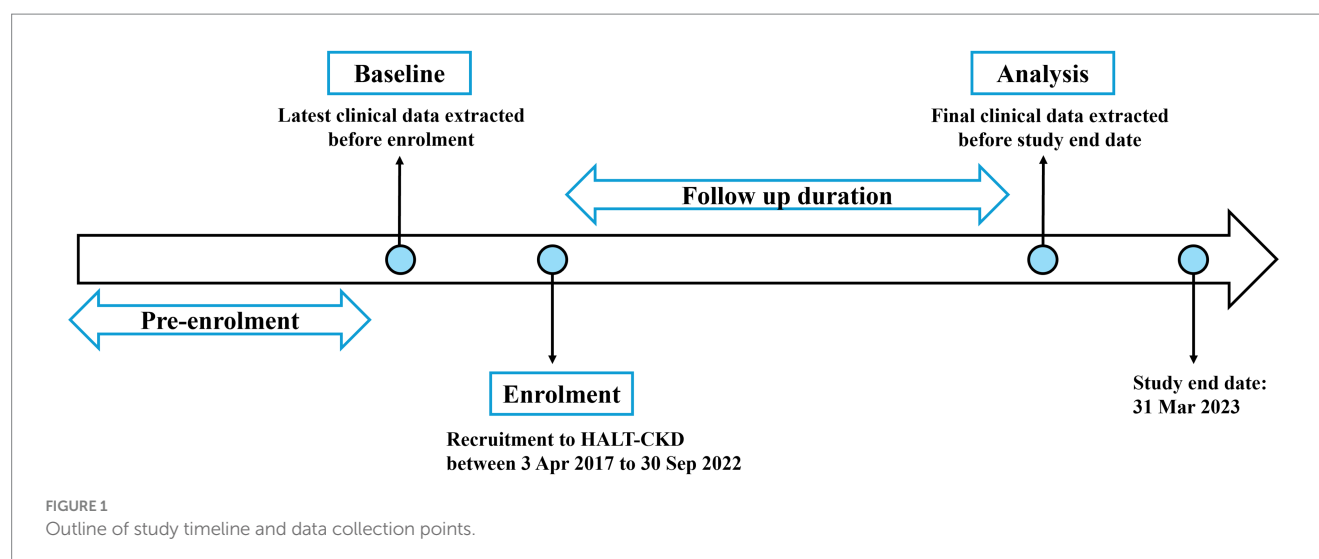 Baseline
Latest clinical data extracted
before enrolment
Analysis
Final clinical data extracted
before study end date
Follow up duration
Pre-enrolment
Enrolment
Recruitment to HALT-CKD
between 3 Apr 2017 to 30 Sep 2022
Study end date:
31 Mar 2023
FIGURE 1
Outline of study timeline and data collection points.